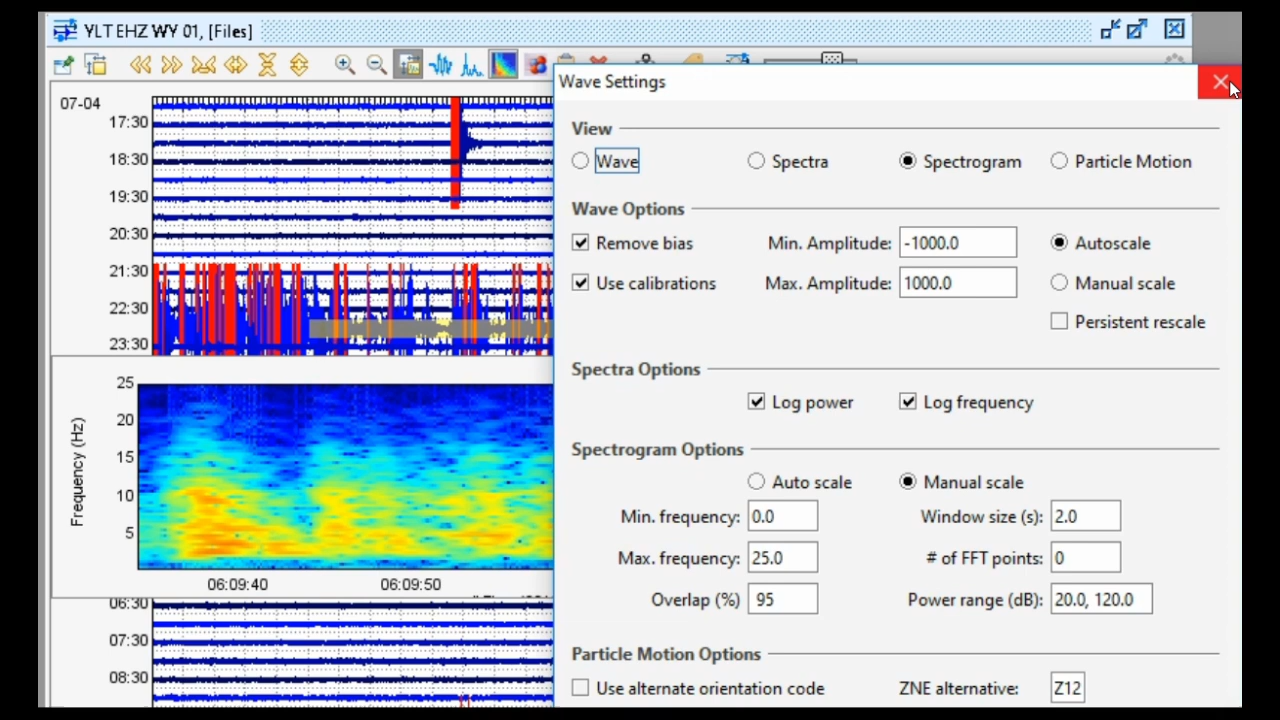 YLT EHZ WY 01, [Files]
Wave Settings
07-04
17:30
18:30
19:30
20:30
21:30
22:30
23:30
View
Wave Spectra Spectrogram Particle Motion
Wave Options
Remove bias Min. Amplitude: -1000.0 Autoscale
Use calibrations Max. Amplitude: 1000.0 Manual scale
Persistent rescale
Spectra Options
Log power Log frequency
Spectrogram Options
Auto scale Manual scale
Min. frequency: 0.0 Window size (s): 2.0
Max. frequency: 25.0 # of FFT points: 0
Overlap (%) 95 Power range (dB): 20.0, 120.0
Particle Motion Options
Use alternate orientation code ZNE alternative: Z12
Frequency (Hz)
25
20
15
10
5
06:09:40 06:09:50
06:30
07:30
08:30